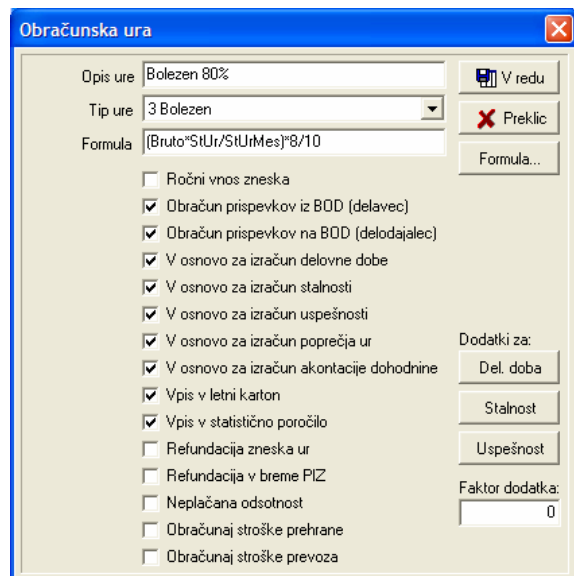 Obračunska ura
Opis ure Bolezen 80%
V redu
Tip ure 3 Bolezen
Preklic
Formula (Bruto*StUr/StUrMes)*8/10
Formula...
Ročni vnos zneska
Obračun prispevkov iz BOD (delavec)
Obračun prispevkov na BOD (delodajalec)
V osnovo za izračun delovne dobe
V osnovo za izračun stalnosti
V osnovo za izračun uspešnosti
V osnovo za izračun poprečja ur
V osnovo za izračun akontacije dohodnine
Vpis v letni karton
Vpis v statistično poročilo
Refundacija zneska ur
Refundacija v breme PIZ
Neplačana odsotnost
Obračunaj stroške prehrane
Obračunaj stroške prevoza
Dodatki za:
Del. doba
Stalnost
Uspešnost
Faktor dodatka:
0